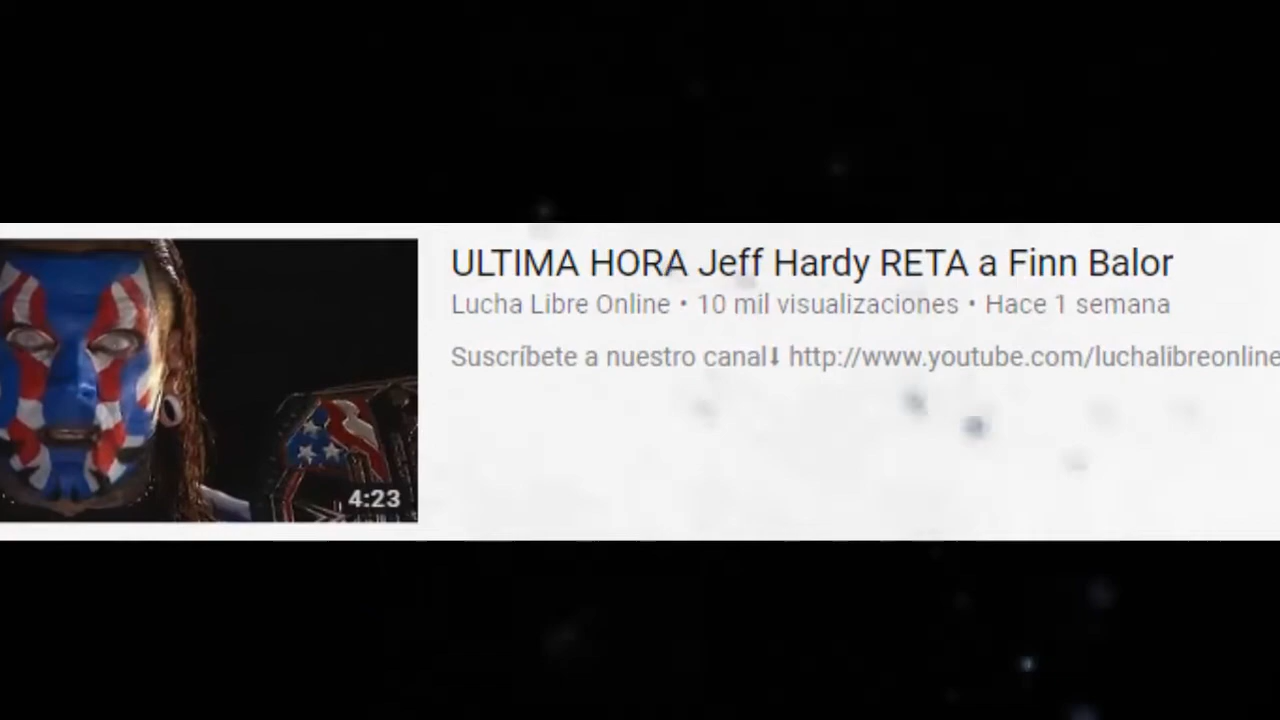 ULTIMA HORA Jeff Hardy RETA a Finn Balor
Lucha Libre Online • 10 mil visualizaciones • Hace 1 semana
Suscríbete a nuestro canal⬇ http://www.youtube.com/luchalibreonline
4:23